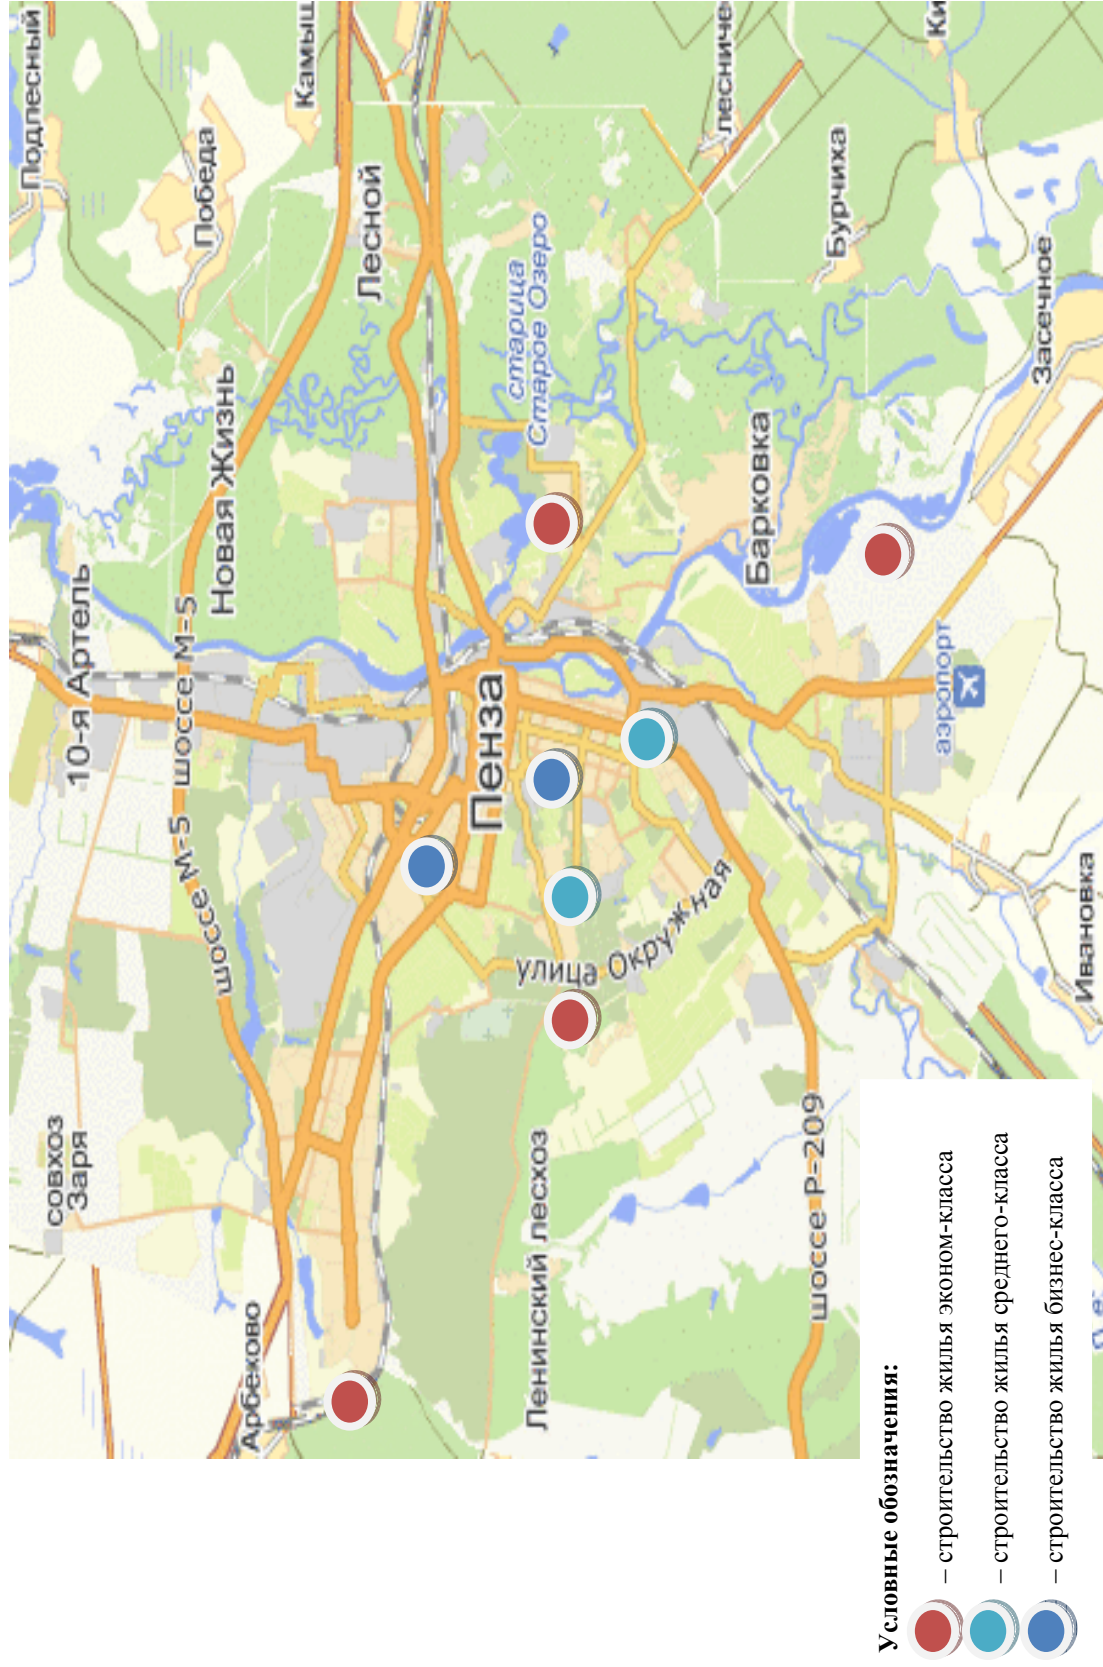 Подлесный
Камыш
лесниче
Ки
Победа
Лесной
Бурчиха
старица
Старое Озеро
Засечное
Новая Жизнь
Барковка
10-я Артель
шоссе М-5
шоссе М-5
Пенза
аэропорт
улица Окружная
Ивановка
совхоз
Заря
Арбеково
Ленинский лесхоз
шоссе Р-209
Условные обозначения:
– строительство жилья эконом-класса
– строительство жилья среднего-класса
– строительство жилья бизнес-класса